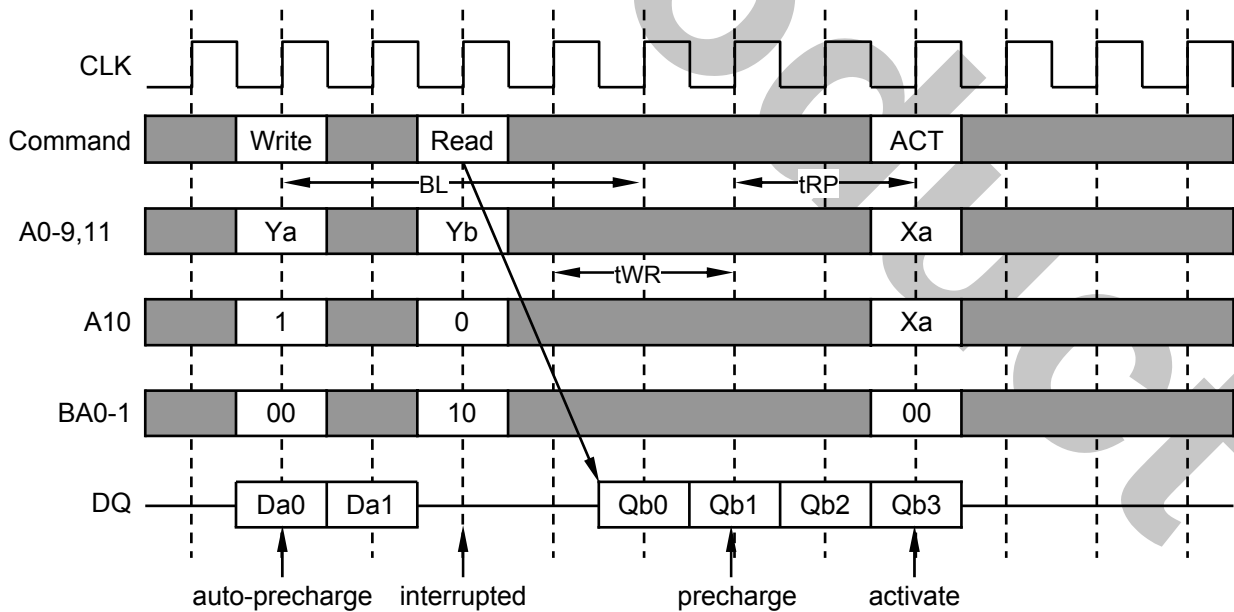 CLK
Command Write Read ACT
BL tRP
A0-9,11 Ya Yb Xa
tWR
A10 1 0 Xa
BA0-1 00 10 00
DQ Da0 Da1 Qb0 Qb1 Qb2 Qb3
auto-precharge interrupted precharge activate